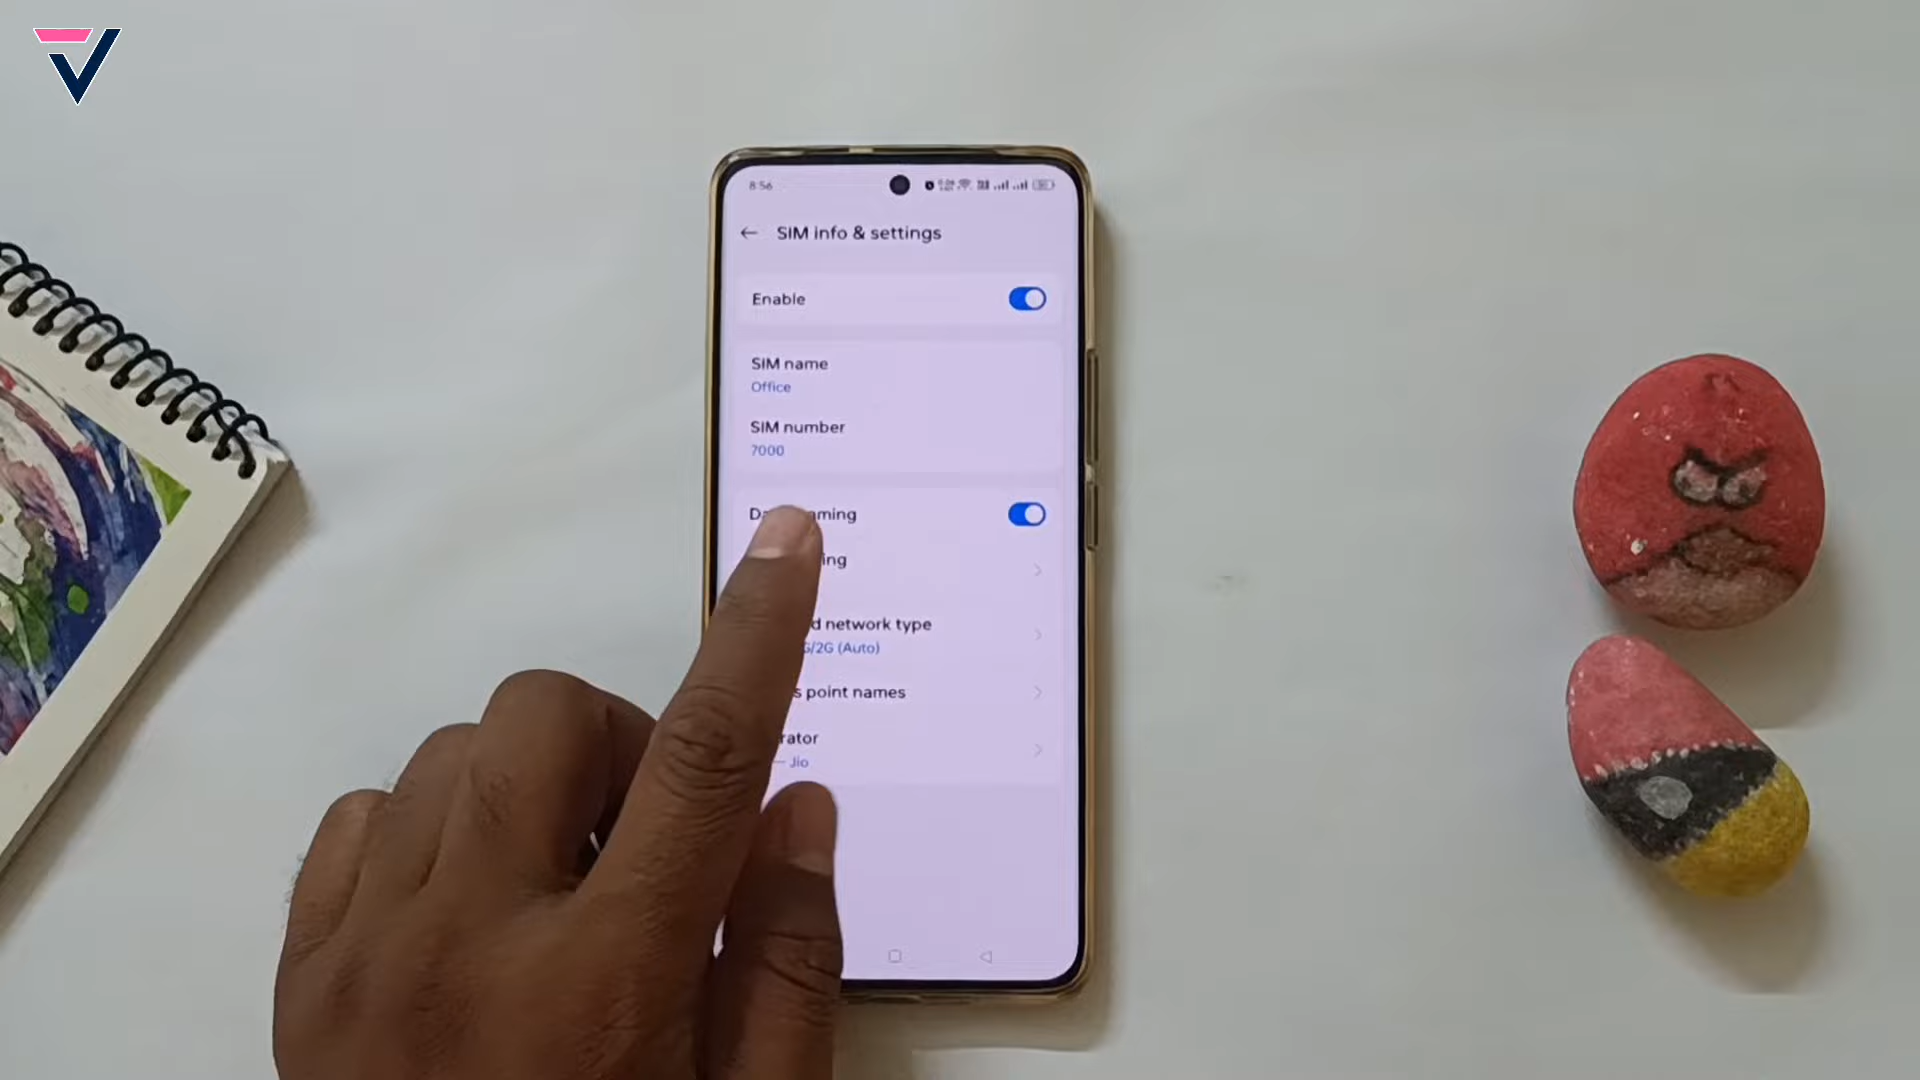 8:56
SIM info & settings
Enable
SIM name
Office
SIM number
7000
Da aming
ing
d network type
G/2G (Auto)
s point names
rator
— Jio